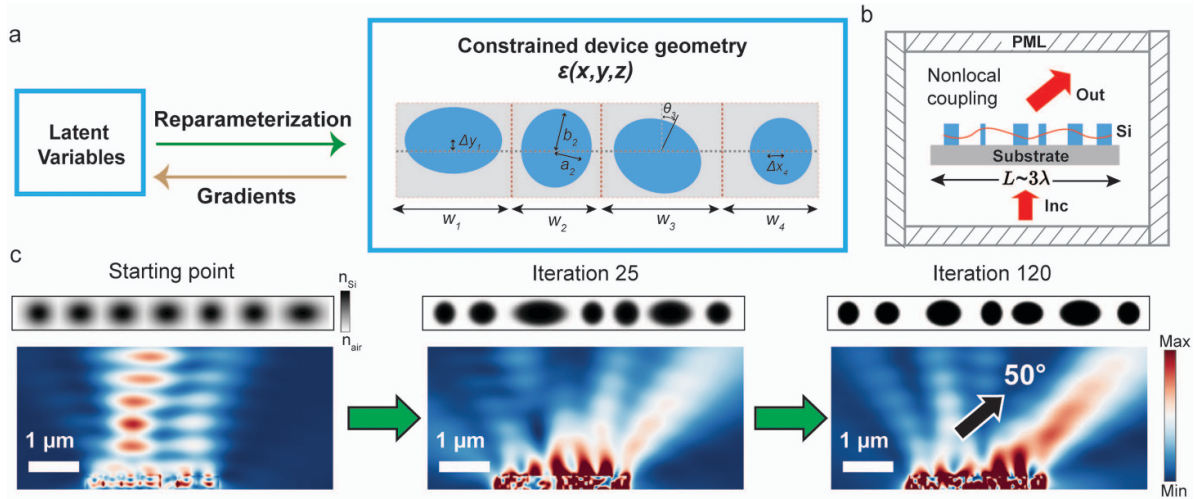 a
Latent
Variables
Reparameterization
Gradients
Constrained device geometry
ε(x,y,z)
Δy₁
b₂
a₂
θ₃
Δx₄
w₁
w₂
w₃
w₄
b
PML
Nonlocal
coupling
Out
Si
Substrate
L~3λ
Inc
c
Starting point
n_Si
n_air
1 μm
Iteration 25
1 μm
Iteration 120
50°
1 μm
Max
Min